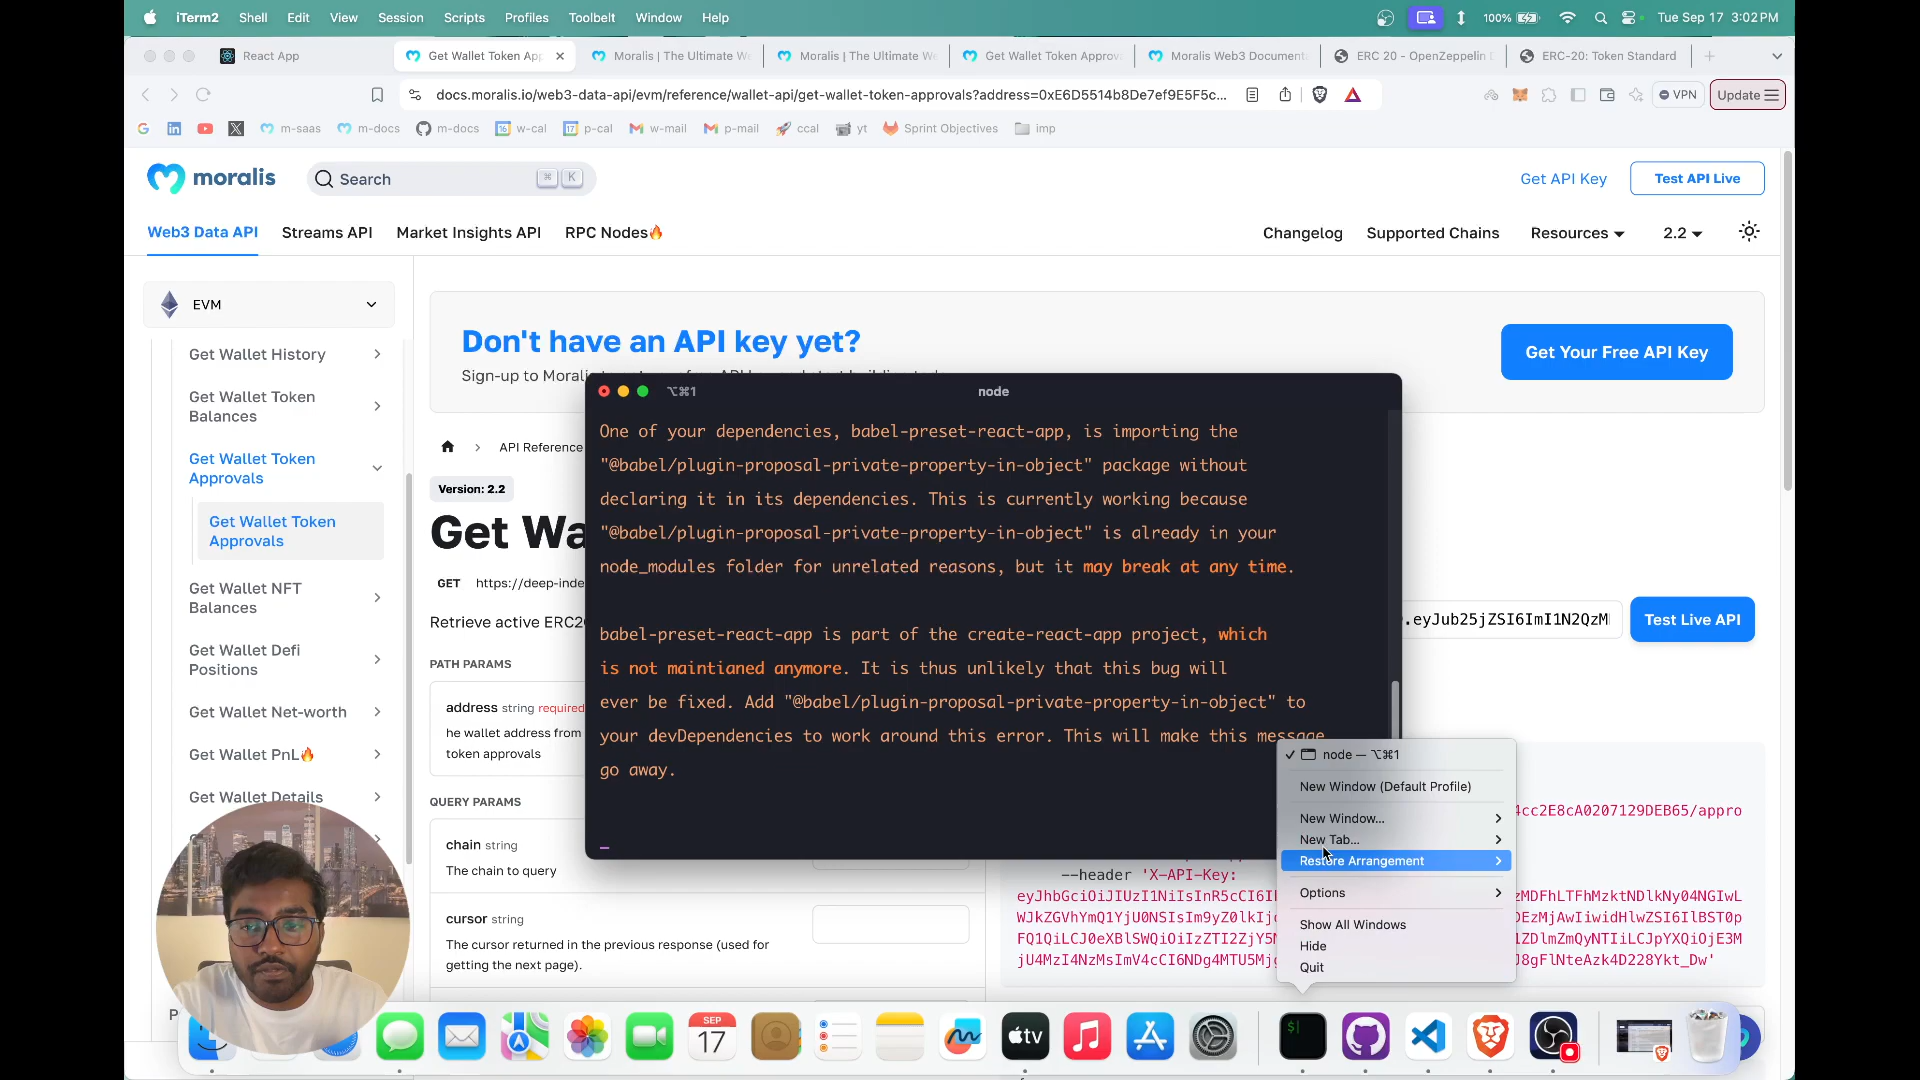 iTerm2 Shell Edit View Session Scripts Profiles Toolbelt Window Help
100% Tue Sep 17 3:02 PM
React App
Get Wallet Token App
Moralis | The Ultimate We
Moralis | The Ultimate We
Get Wallet Token Approv
Moralis Web3 Document
ERC 20 - OpenZeppelin
ERC-20: Token Standard
docs.moralis.io/web3-data-api/evm/reference/wallet-api/get-wallet-token-approvals?address=0xE6D5514b8De7ef9E5F5c...
VPN
Update
m-saas m-docs m-docs w-cal p-cal w-mail p-mail ccal yt Sprint Objectives imp
moralis
Search
⌘ K
Get API Key
Test API Live
Web3 Data API Streams API Market Insights API RPC Nodes🔥
Changelog Supported Chains Resources 2.2
EVM
Get Wallet History
Get Wallet Token
Balances
Get Wallet Token
Approvals
Get Wallet Token
Approvals
Get Wallet NFT
Balances
Get Wallet Defi
Positions
Get Wallet Net-worth
Get Wallet PnL🔥
Get Wallet Details
Don't have an API key yet?
Get Your Free API Key
API Reference
Version: 2.2
Get Wa
GET https://deep-inde
Retrieve active ERC2
PATH PARAMS
address string required
he wallet address from
token approvals
QUERY PARAMS
chain string
The chain to query
cursor string
The cursor returned in the previous response (used for
getting the next page).
⌥⌘1
node
One of your dependencies, babel-preset-react-app, is importing the
"@babel/plugin-proposal-private-property-in-object" package without
declaring it in its dependencies. This is currently working because
"@babel/plugin-proposal-private-property-in-object" is already in your
node_modules folder for unrelated reasons, but it may break at any time.
babel-preset-react-app is part of the create-react-app project, which
is not maintianed anymore. It is thus unlikely that this bug will
ever be fixed. Add "@babel/plugin-proposal-private-property-in-object" to
your devDependencies to work around this error. This will make this message
go away.
.eyJub25jZSI6ImI1N2QzM
Test Live API
4cc2E8cA0207129DEB65/appro
--header 'X-API-Key:
node — ⌥⌘1
New Window (Default Profile)
New Window...
New Tab...
Restore Arrangement
Options
Show All Windows
Hide
Quit
SEP
17
tv